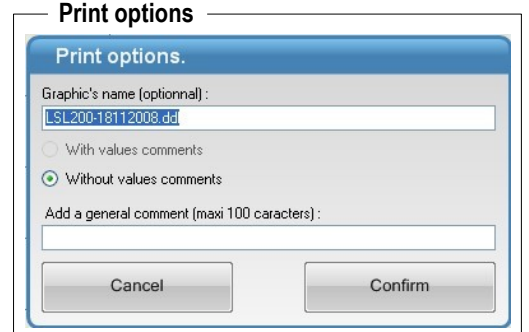 Print options
Print options.
Graphic's name (optionnal) :
LSL200-18112008.ddl
With values comments
Without values comments
Add a general comment (maxi 100 caracters) :
Cancel
Confirm